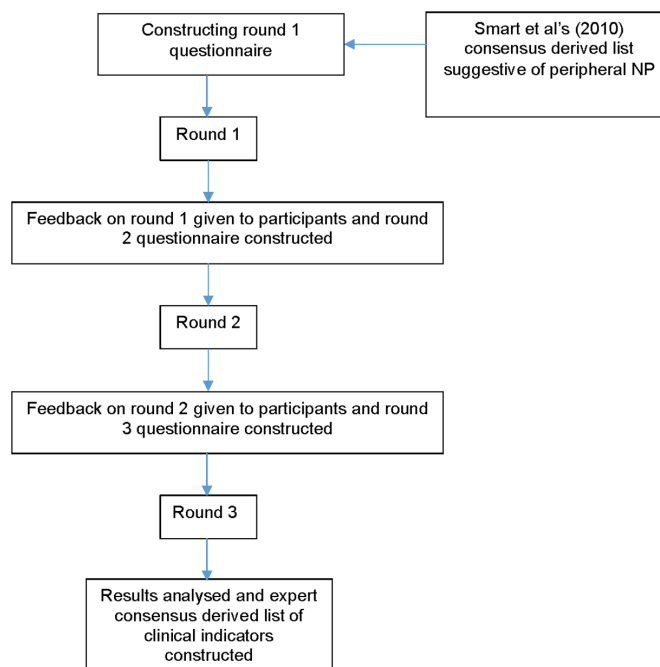 Constructing round 1
questionnaire
Smart et al's (2010)
consensus derived list
suggestive of peripheral NP
Round 1
Feedback on round 1 given to participants and round
2 questionnaire constructed
Round 2
Feedback on round 2 given to participants and round
3 questionnaire constructed
Round 3
Results analysed and expert
consensus derived list of
clinical indicators
constructed